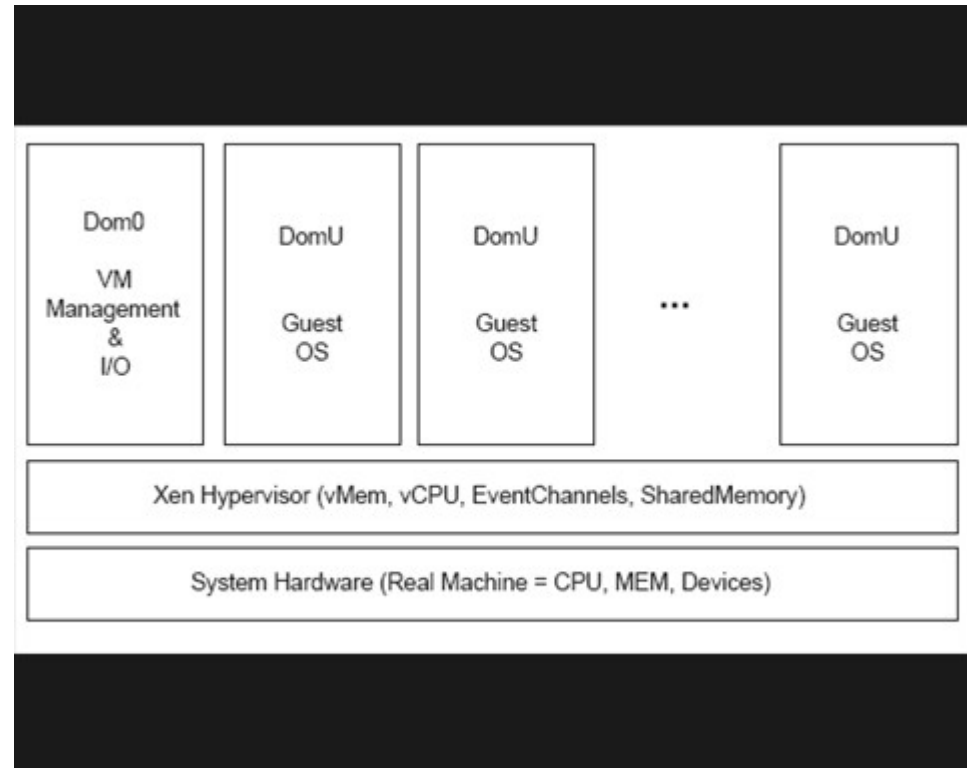 Dom0
VM
Management
&
I/O
DomU
Guest
OS
DomU
Guest
OS
...
DomU
Guest
OS
Xen Hypervisor (vMem, vCPU, EventChannels, SharedMemory)
System Hardware (Real Machine = CPU, MEM, Devices)